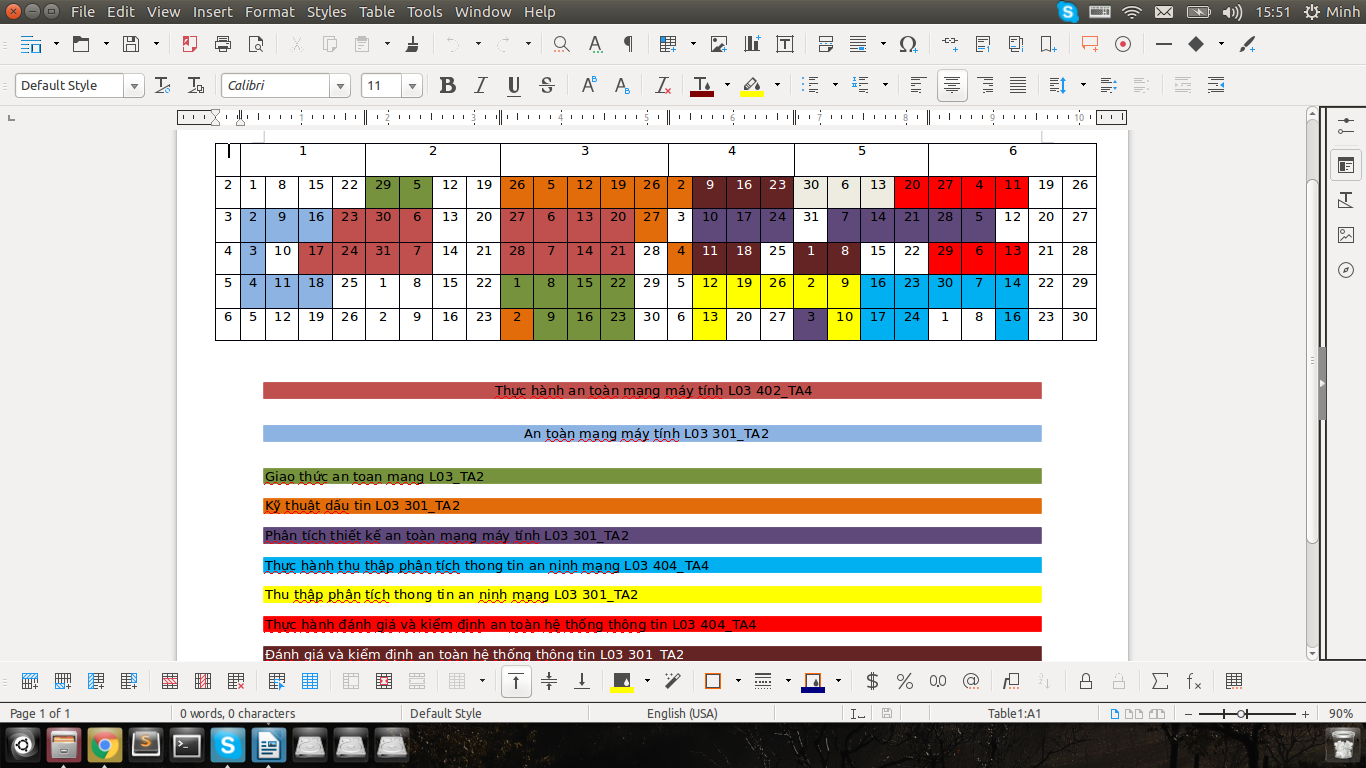 File Edit View Insert Format Styles Table Tools Window Help 15:51 Minh
Default Style Calibri 11
1 2 3 4 5 6 7 8 9 10
1 2 3 4 5 6
2 1 8 15 22 29 5 12 19 26 5 12 19 26 2 9 16 23 30 6 13 20 27 4 11 19 26
3 2 9 16 23 30 6 13 20 27 6 13 20 27 3 10 17 24 31 7 14 21 28 5 12 20 27
4 3 10 17 24 31 7 14 21 28 7 14 21 28 4 11 18 25 1 8 15 22 29 6 13 21 28
5 4 11 18 25 1 8 15 22 1 8 15 22 29 5 12 19 26 2 9 16 23 30 7 14 22 29
6 5 12 19 26 2 9 16 23 2 9 16 23 30 6 13 20 27 3 10 17 24 1 8 16 23 30
Thực hành an toàn mạng máy tính L03 402_TA4
An toàn mạng máy tính L03 301_TA2
Giao thức an toan mạng L03_TA2
Kỹ thuật dấu tin L03 301_TA2
Phân tích thiết kế an toàn mạng máy tính L03 301_TA2
Thực hành thu thập phân tích thong tin an ninh mạng L03 404_TA4
Thu thập phân tích thong tin an ninh mạng L03 301_TA2
Thực hành đánh giá và kiểm định an toàn hệ thống thông tin L03 404_TA4
Đánh giá và kiểm định an toàn hệ thống thông tin L03 301_TA2
Page 1 of 1 0 words, 0 characters Default Style English (USA) Table1:A1 90%